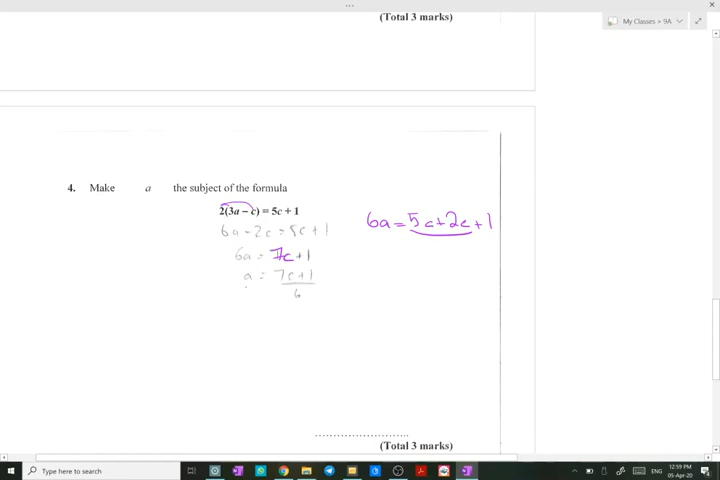 (Total 3 marks)
My Classes > 9A
4. Make a the subject of the formula
2(3a − c) = 5c + 1
6a - 2c = 5c + 1
6a = 7c + 1
a = 7c + 1
6
6a = 5c + 2c + 1
(Total 3 marks)
Type here to search
ENG
12:59 PM
05-Apr-20